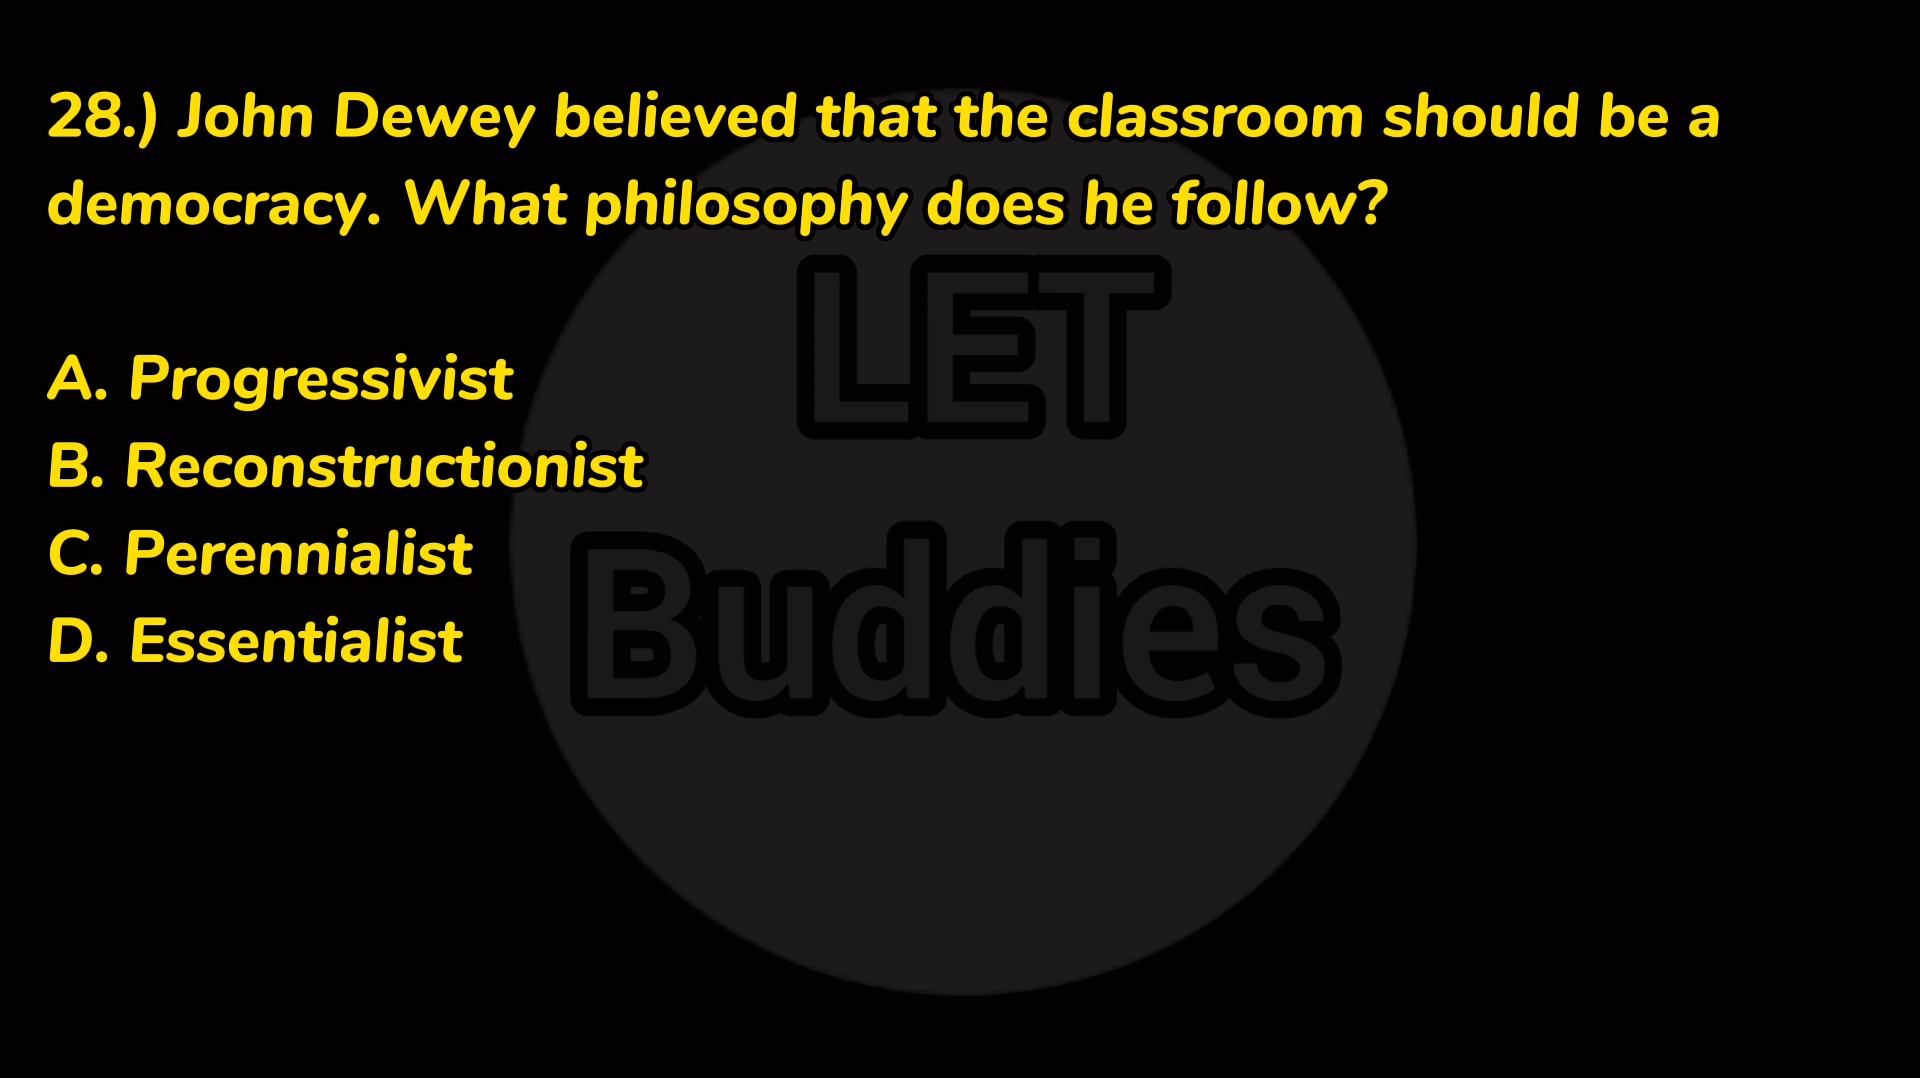 28.) John Dewey believed that the classroom should be a
democracy. What philosophy does he follow?
A. Progressivist
B. Reconstructionist
C. Perennialist
D. Essentialist
LET
Buddies